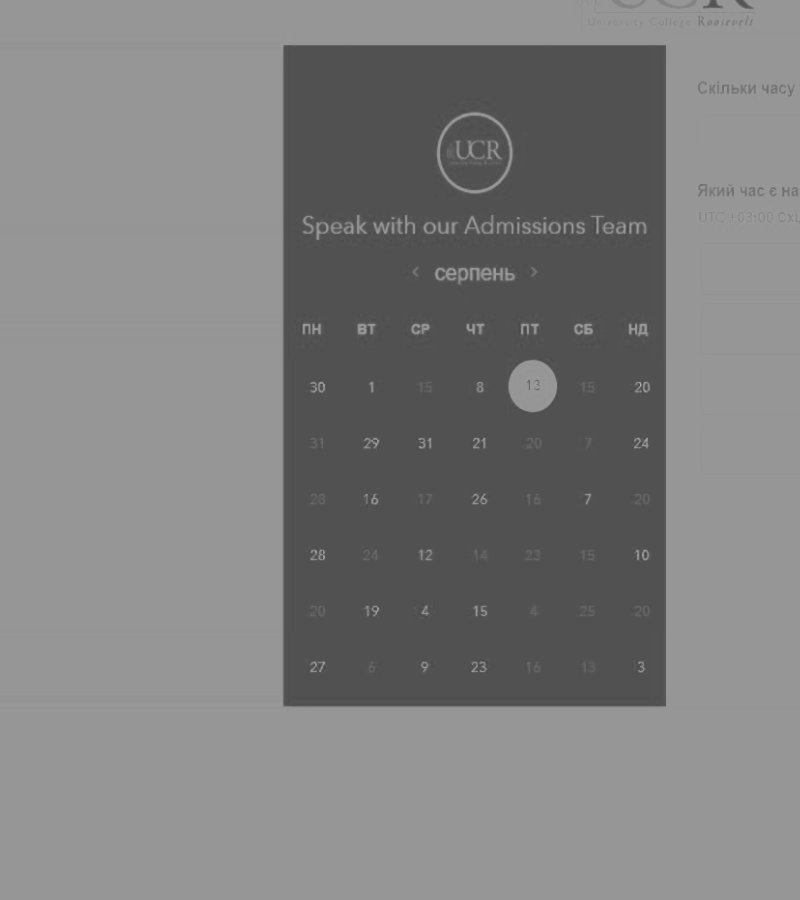 UCR
University College Roosevelt
Скільки часу
Який час є на
UTC +03:00 Схі
UCR
Speak with our Admissions Team
< серпень >
ПН ВТ СР ЧТ ПТ СБ НД
30 1 15 8 13 15 20
31 29 31 21 20 7 24
28 16 17 26 16 7 20
28 24 12 14 23 15 10
20 19 4 15 4 25 20
27 6 9 23 16 13 3